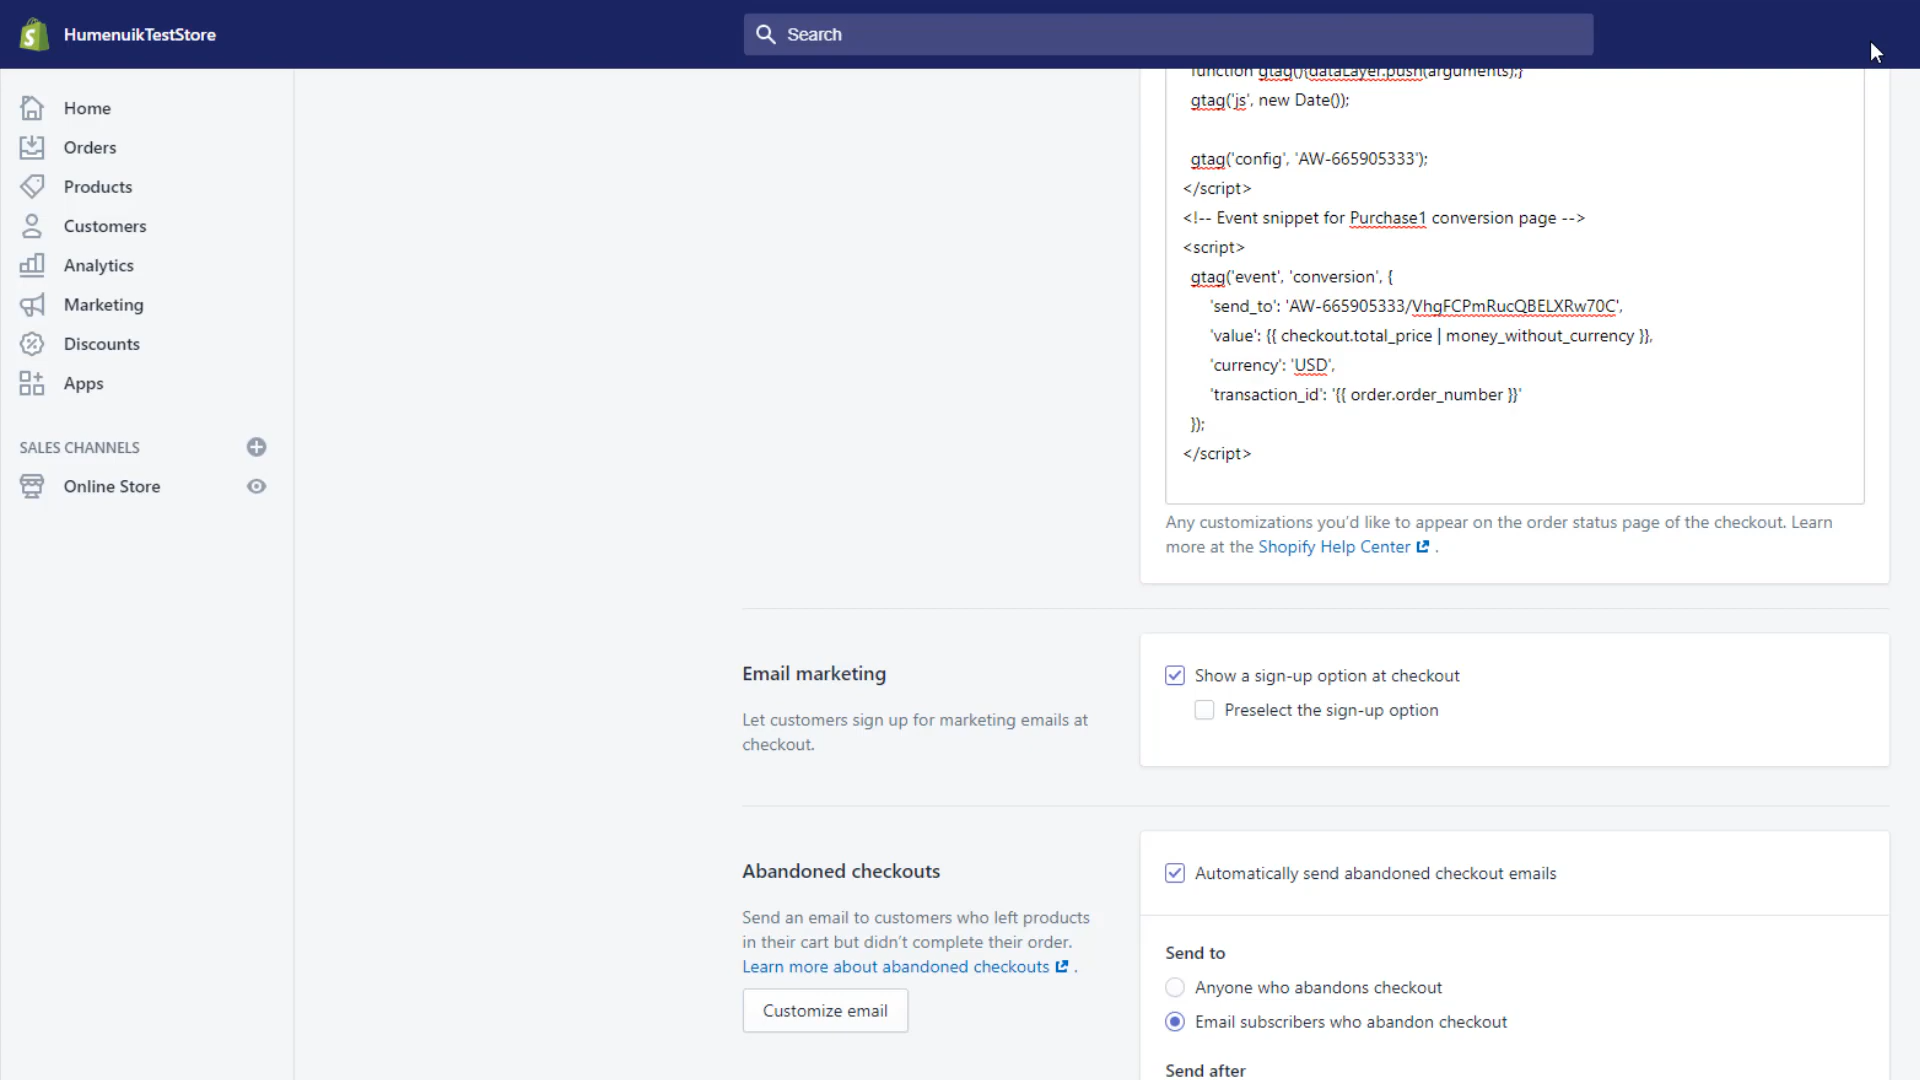 HumenuikTestStore
Search
Home
Orders
Products
Customers
Analytics
Marketing
Discounts
Apps
SALES CHANNELS
Online Store
function gtag(){dataLayer.push(arguments);}
gtag('js', new Date());
gtag('config', 'AW-665905333');
</script>
<!-- Event snippet for Purchase1 conversion page -->
<script>
gtag('event', 'conversion', {
'send_to': 'AW-665905333/VhgFCPmRucQBELXRw70C',
'value': {{ checkout.total_price | money_without_currency }},
'currency': 'USD',
'transaction_id': '{{ order.order_number }}'
});
</script>
Any customizations you'd like to appear on the order status page of the checkout. Learn
more at the Shopify Help Center .
Email marketing
Let customers sign up for marketing emails at
checkout.
Show a sign-up option at checkout
Preselect the sign-up option
Abandoned checkouts
Send an email to customers who left products
in their cart but didn't complete their order.
Learn more about abandoned checkouts .
Customize email
Automatically send abandoned checkout emails
Send to
Anyone who abandons checkout
Email subscribers who abandon checkout
Send after